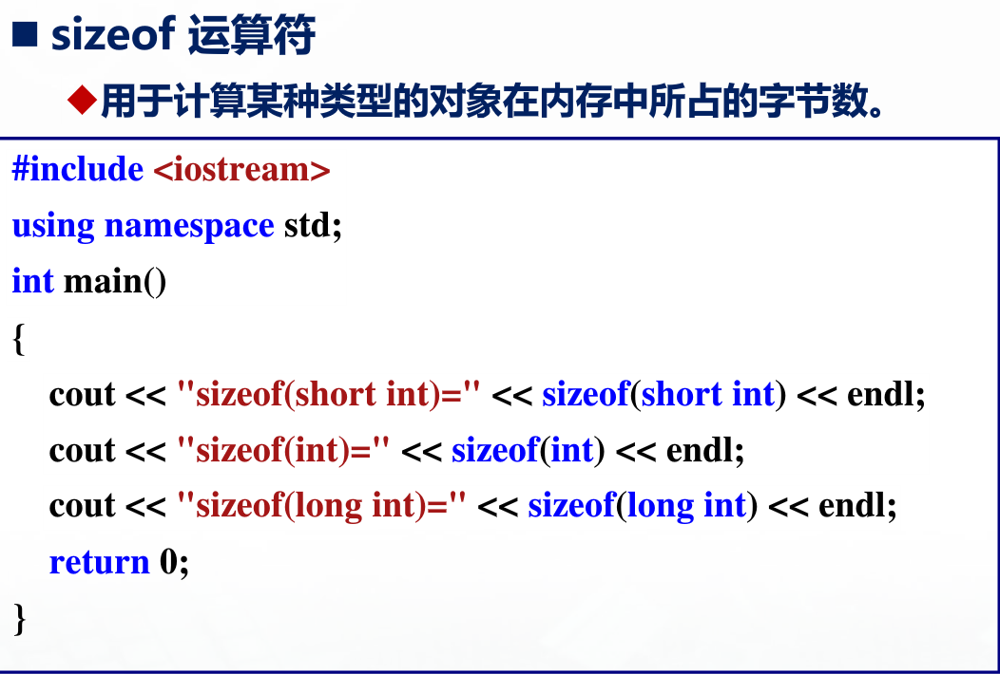 ■ sizeof 运算符
◆用于计算某种类型的对象在内存中所占的字节数。
#include <iostream>
using namespace std;
int main()
{
    cout << "sizeof(short int)=" << sizeof(short int) << endl;
    cout << "sizeof(int)=" << sizeof(int) << endl;
    cout << "sizeof(long int)=" << sizeof(long int) << endl;
    return 0;
}